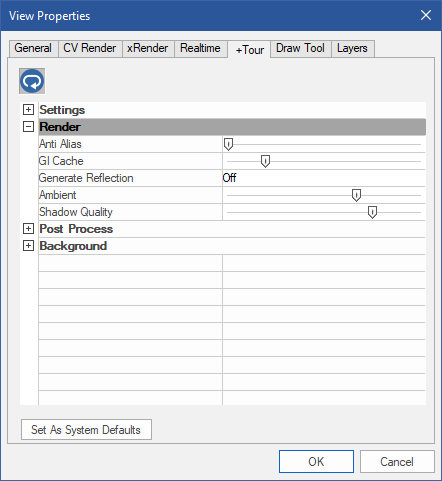 View Properties
General CV Render xRender Realtime +Tour Draw Tool Layers
Settings
Render
Anti Alias
GI Cache
Generate Reflection Off
Ambient
Shadow Quality
Post Process
Background
Set As System Defaults
OK Cancel